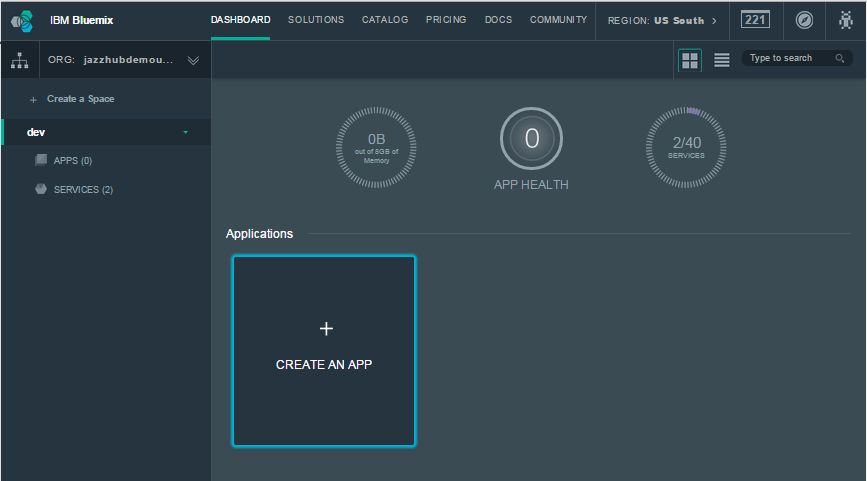 IBM Bluemix
DASHBOARD
SOLUTIONS
CATALOG
PRICING
DOCS
COMMUNITY
REGION: US South
221
ORG: jazzhubdemou...
Type to search
+ Create a Space
dev
APPS (0)
SERVICES (2)
0B
out of 8GB of
Memory
0
APP HEALTH
2/40
SERVICES
Applications
+
CREATE AN APP